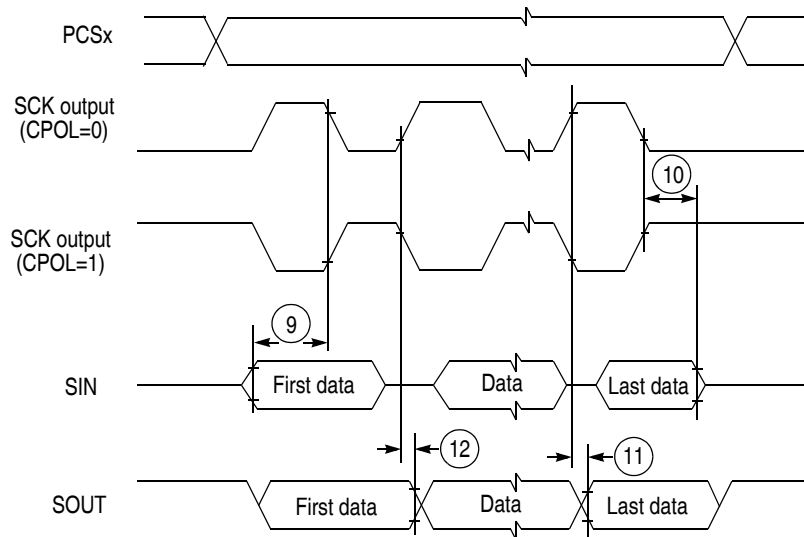 PCSx
SCK output
(CPOL=0)
10
SCK output
(CPOL=1)
9
SIN
First data
Data
Last data
12
11
SOUT
First data
Data
Last data